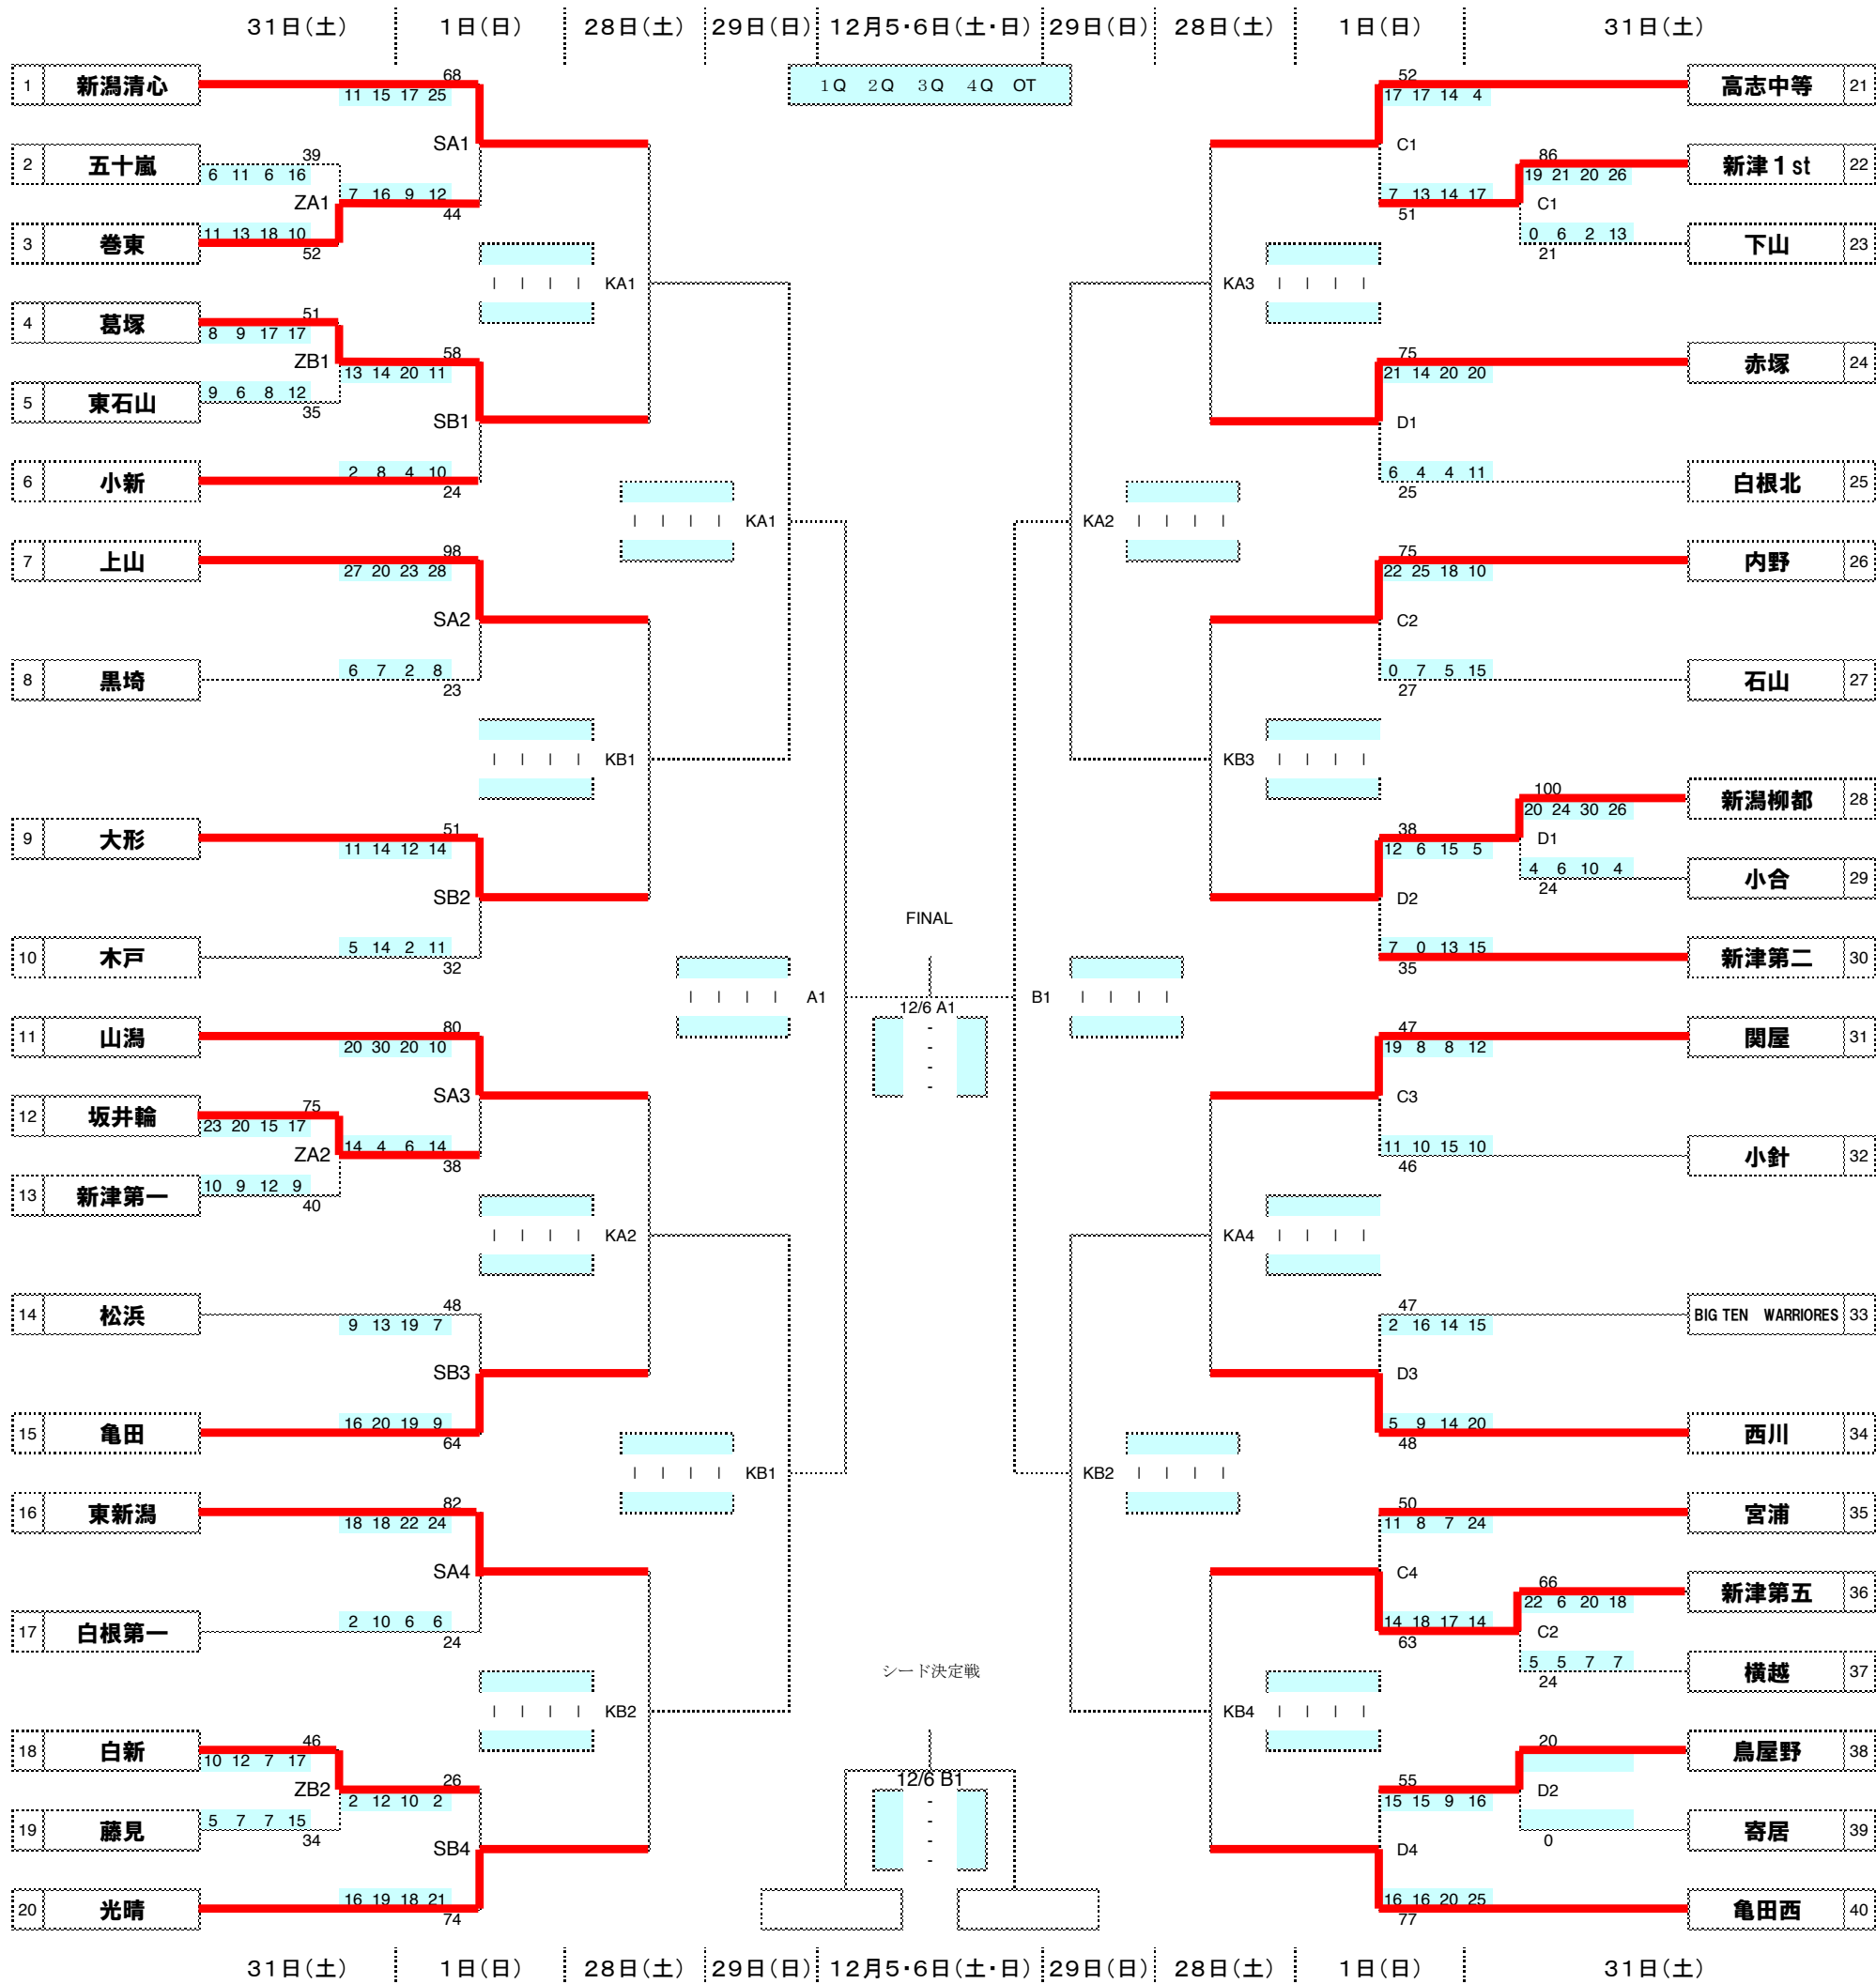 31日(土) 1日(日) 28日(土) 29日(日) 12月5・6日(土・日) 29日(日) 28日(土) 1日(日) 31日(土)
1Q 2Q 3Q 4Q OT
1 新潟清心
68
11 15 17 25
SA1
2 五十嵐
39
6 11 6 16
ZA1
7 16 9 12
44
3 巻東
11 13 18 10
52
KA1
4 葛塚
51
8 9 17 17
ZB1
58
13 14 20 11
5 東石山
9 6 8 12
35
SB1
6 小新
2 8 4 10
24
KA1
7 上山
98
27 20 23 28
SA2
8 黒埼
6 7 2 8
23
KB1
9 大形
51
11 14 12 14
SB2
10 木戸
5 14 2 11
32
A1
11 山潟
80
20 30 20 10
SA3
12 坂井輪
75
23 20 15 17
ZA2
14 4 6 14
38
13 新津第一
10 9 12 9
40
KA2
14 松浜
48
9 13 19 7
SB3
15 亀田
16 20 19 9
64
KB1
16 東新潟
82
18 18 22 24
SA4
17 白根第一
2 10 6 6
24
KB2
18 白新
46
10 12 7 17
ZB2
26
2 12 10 2
19 藤見
5 7 7 15
34
SB4
20 光晴
16 19 18 21
74
FINAL
12/6 A1
-
-
-
-
シード決定戦
12/6 B1
-
-
-
-
52
高志中等 21
17 17 14 4
C1
86
新津1st 22
19 21 20 26
7 13 14 17
51
C1
0 6 2 13
21
下山 23
KA3
75
赤塚 24
21 14 20 20
D1
6 4 4 11
25
白根北 25
KA2
75
内野 26
22 25 18 10
C2
0 7 5 15
27
石山 27
KB3
100
新潟柳都 28
20 24 30 26
38
12 6 15 5
D1
4 6 10 4
24
小合 29
D2
7 0 13 15
35
新津第二 30
B1
47
関屋 31
19 8 8 12
C3
11 10 15 10
46
小針 32
KA4
47
BIG TEN WARRIORES 33
2 16 14 15
D3
5 9 14 20
48
西川 34
KB2
50
宮浦 35
11 8 7 24
C4
66
新津第五 36
22 6 20 18
14 18 17 14
63
C2
5 5 7 7
24
横越 37
KB4
20
鳥屋野 38
55
15 15 9 16
D2
0
寄居 39
D4
16 16 20 25
77
亀田西 40
31日(土) 1日(日) 28日(土) 29日(日) 12月5・6日(土・日) 29日(日) 28日(土) 1日(日) 31日(土)